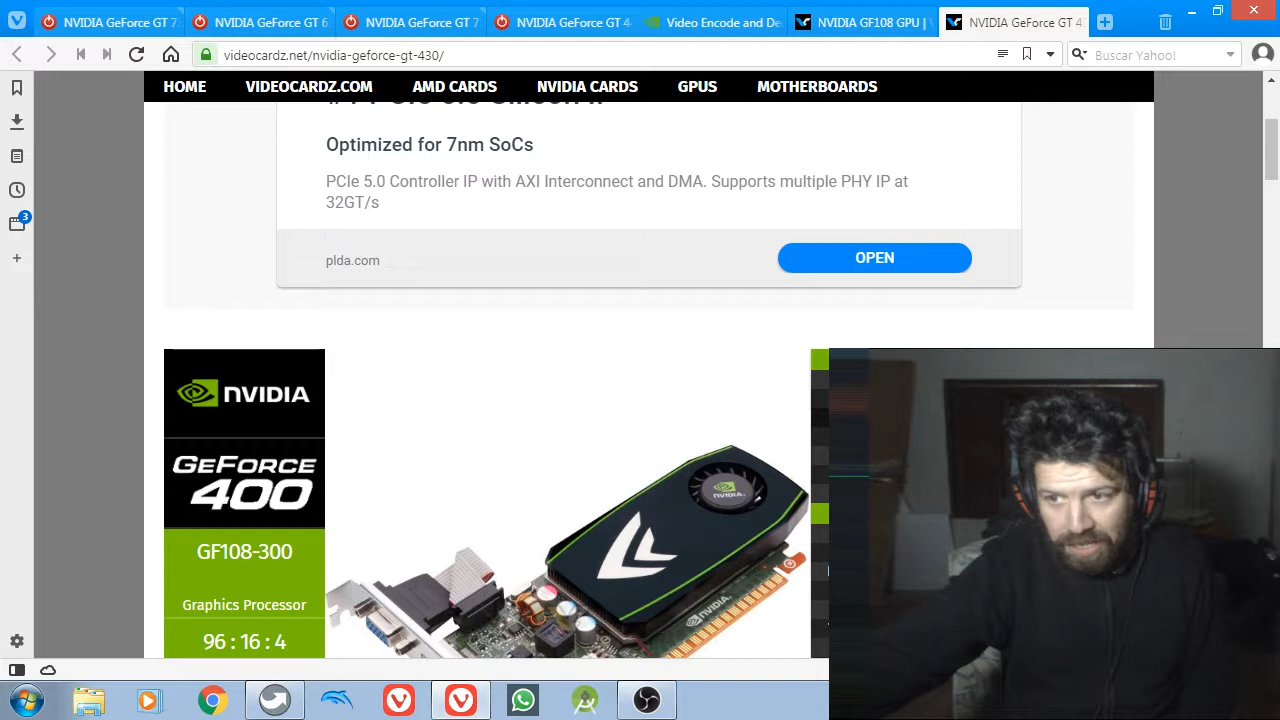 NVIDIA GeForce GT 7
NVIDIA GeForce GT 6
NVIDIA GeForce GT 7
NVIDIA GeForce GT 4
Video Encode and De
NVIDIA GF108 GPU |
NVIDIA GeForce GT 4
videocardz.net/nvidia-geforce-gt-430/
Buscar Yahoo!
HOME VIDEOCARDZ.COM AMD CARDS NVIDIA CARDS GPUS MOTHERBOARDS
Optimized for 7nm SoCs
PCIe 5.0 Controller IP with AXI Interconnect and DMA. Supports multiple PHY IP at
32GT/s
plda.com
OPEN
3
NVIDIA
GEFORCE
400
GF108-300
Graphics Processor
96 : 16 : 4
NVIDIA
NVIDIA